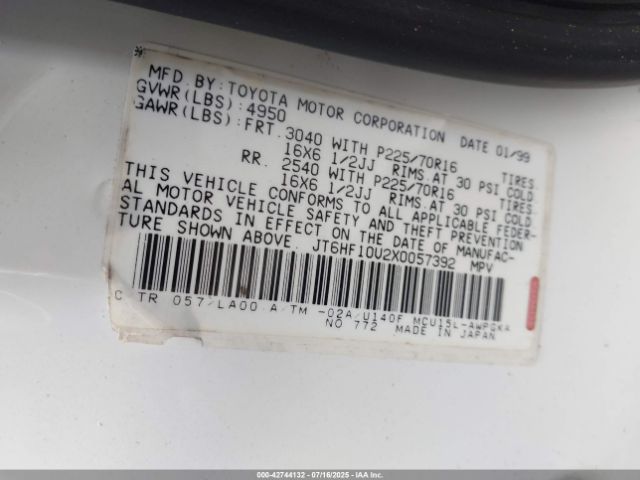 MFD. BY: TOYOTA MOTOR CORPORATION DATE 01/99
GVWR(LBS):4950
GAWR(LBS):FRT. 3040 WITH P225/70R16 TIRES.
16X6 1/2JJ RIMS.AT 30 PSI COLD
RR. 2540 WITH P225/70R16 TIRES.
16X6 1/2JJ RIMS.AT 30 PSI COLD.
THIS VEHICLE CONFORMS TO ALL APPLICABLE FEDER-
AL MOTOR VEHICLE SAFETY AND THEFT PREVENTION
STANDARDS IN EFFECT ON THE DATE OF MANUFAC-
TURE SHOWN ABOVE. JT6HF10U2X0057392 MPV
C TR 057/LA00 A/TM -02A/U140F MCU15L-AWPGKA
NO 772 MADE IN JAPAN
000-42744132 07/16/2025 IAAI.COM